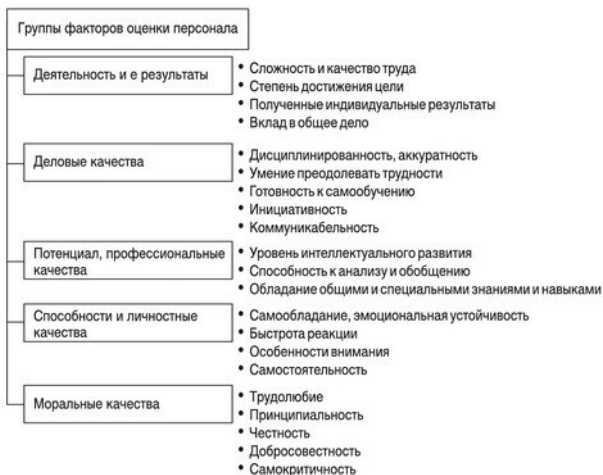 Группы факторов оценки персонала
Деятельность и е результаты
• Сложность и качество труда
• Степень достижения цели
• Полученные индивидуальные результаты
• Вклад в общее дело
Деловые качества
• Дисциплинированность, аккуратность
• Умение преодолевать трудности
• Готовность к самообучению
• Инициативность
• Коммуникабельность
Потенциал, профессиональные
качества
• Уровень интеллектуального развития
• Способность к анализу и обобщению
• Обладание общими и специальными знаниями и навыками
Способности и личностные
качества
• Самообладание, эмоциональная устойчивость
• Быстрота реакции
• Особенности внимания
• Самостоятельность
Моральные качества
• Трудолюбие
• Принципиальность
• Честность
• Добросовестность
• Самокритичность